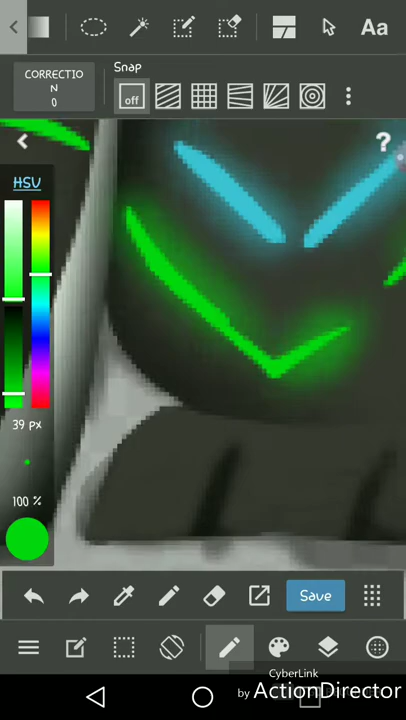 Aa
CORRECTIO
N
0
Snap
off
?
HSV
39 px
100 %
Save
CyberLink
by ActionDirector